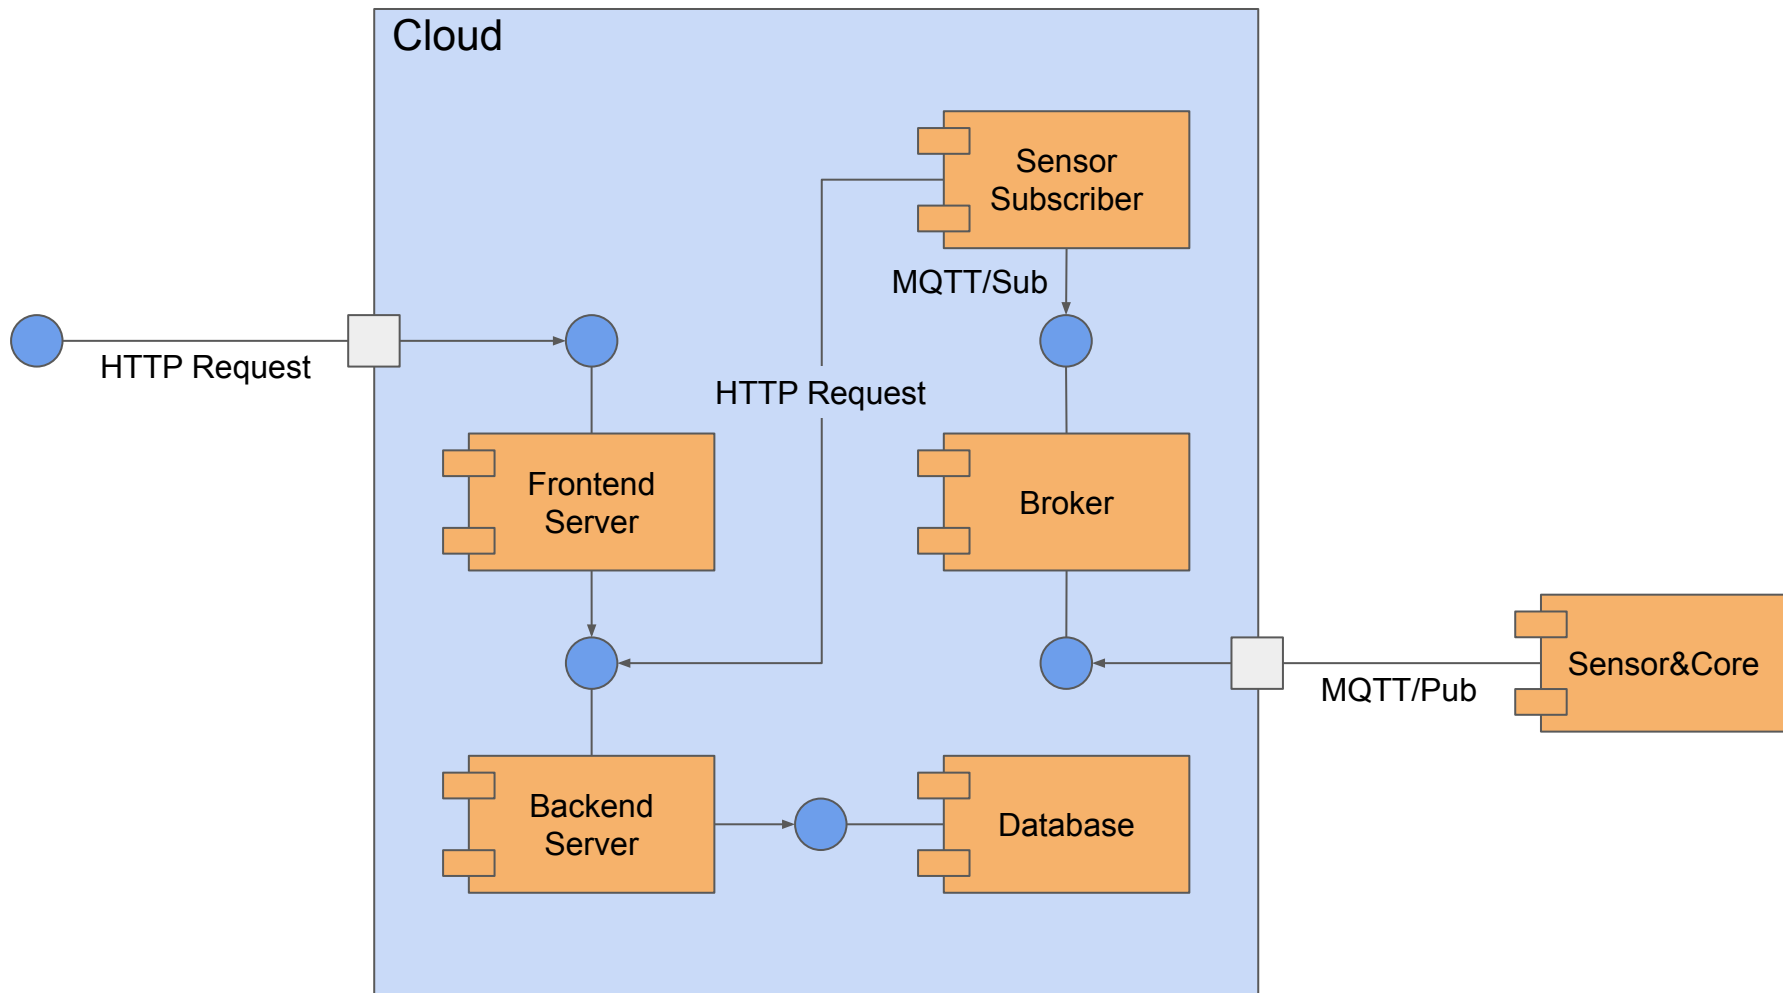 Cloud
Sensor
Subscriber
MQTT/Sub
HTTP Request
HTTP Request
Frontend
Server
Broker
Sensor&Core
MQTT/Pub
Backend
Server
Database